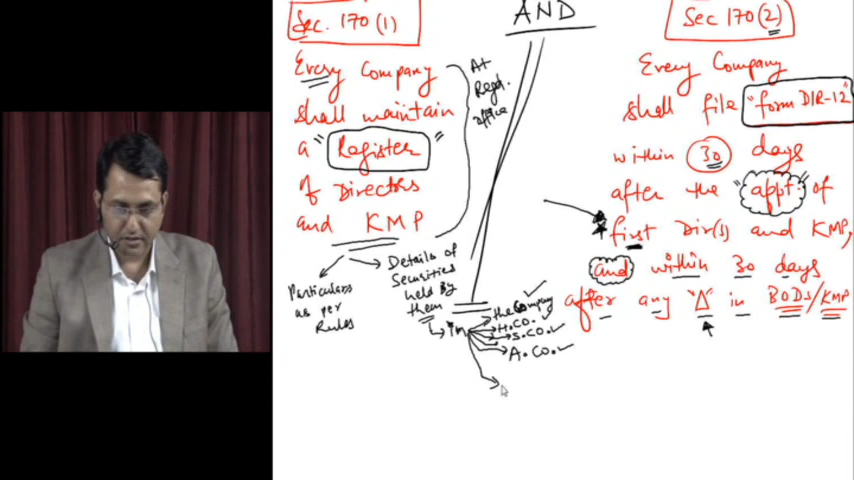 AND
Sec. 170 (1)
Every Company
shall maintain
a "Register"
of Directors
and KMP
At
Regd.
office
Particulars
as per
Rules
Details of
Securities
held by
them
in
the Company
H. CO.
S. CO.
A. CO.
Sec 170 (2)
Every Company
shall file "form DIR-12"
within 30 days
after the "appt." of
first Dir(s) and KMP,
and within 30 days
after any "Δ" in BODs/KMP